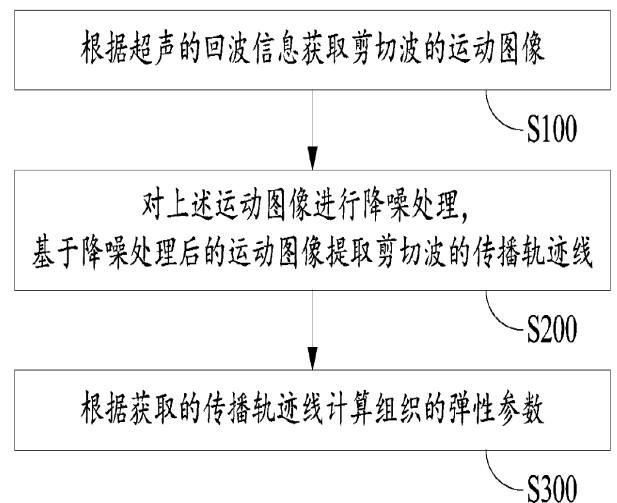 根据超声的回波信息获取剪切波的运动图像
S100
对上述运动图像进行降噪处理,
基于降噪处理后的运动图像提取剪切波的传播轨迹线
S200
根据获取的传播轨迹线计算组织的弹性参数
S300